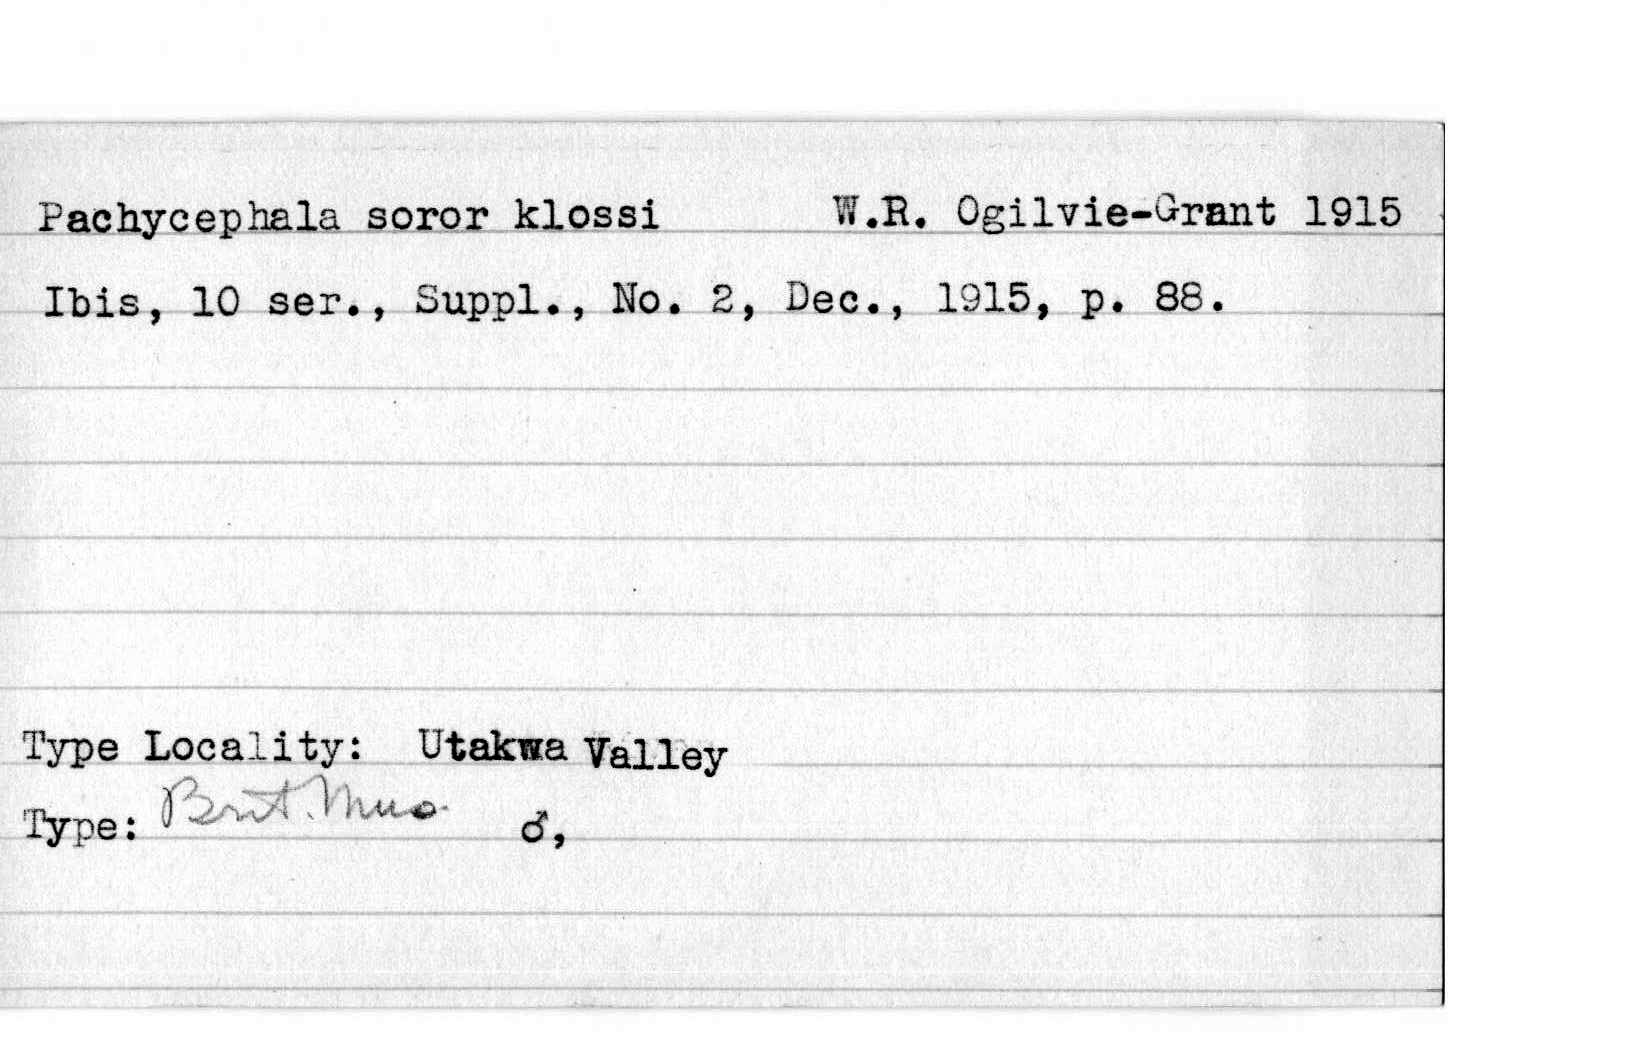 Pachycephala soror klossi W.R. Ogilvie-Grant 1915
Ibis, 10 ser., Suppl., No. 2, Dec., 1915, p. 88.
Type Locality: Utakwa Valley
Type: Brit. Mus. ♂,